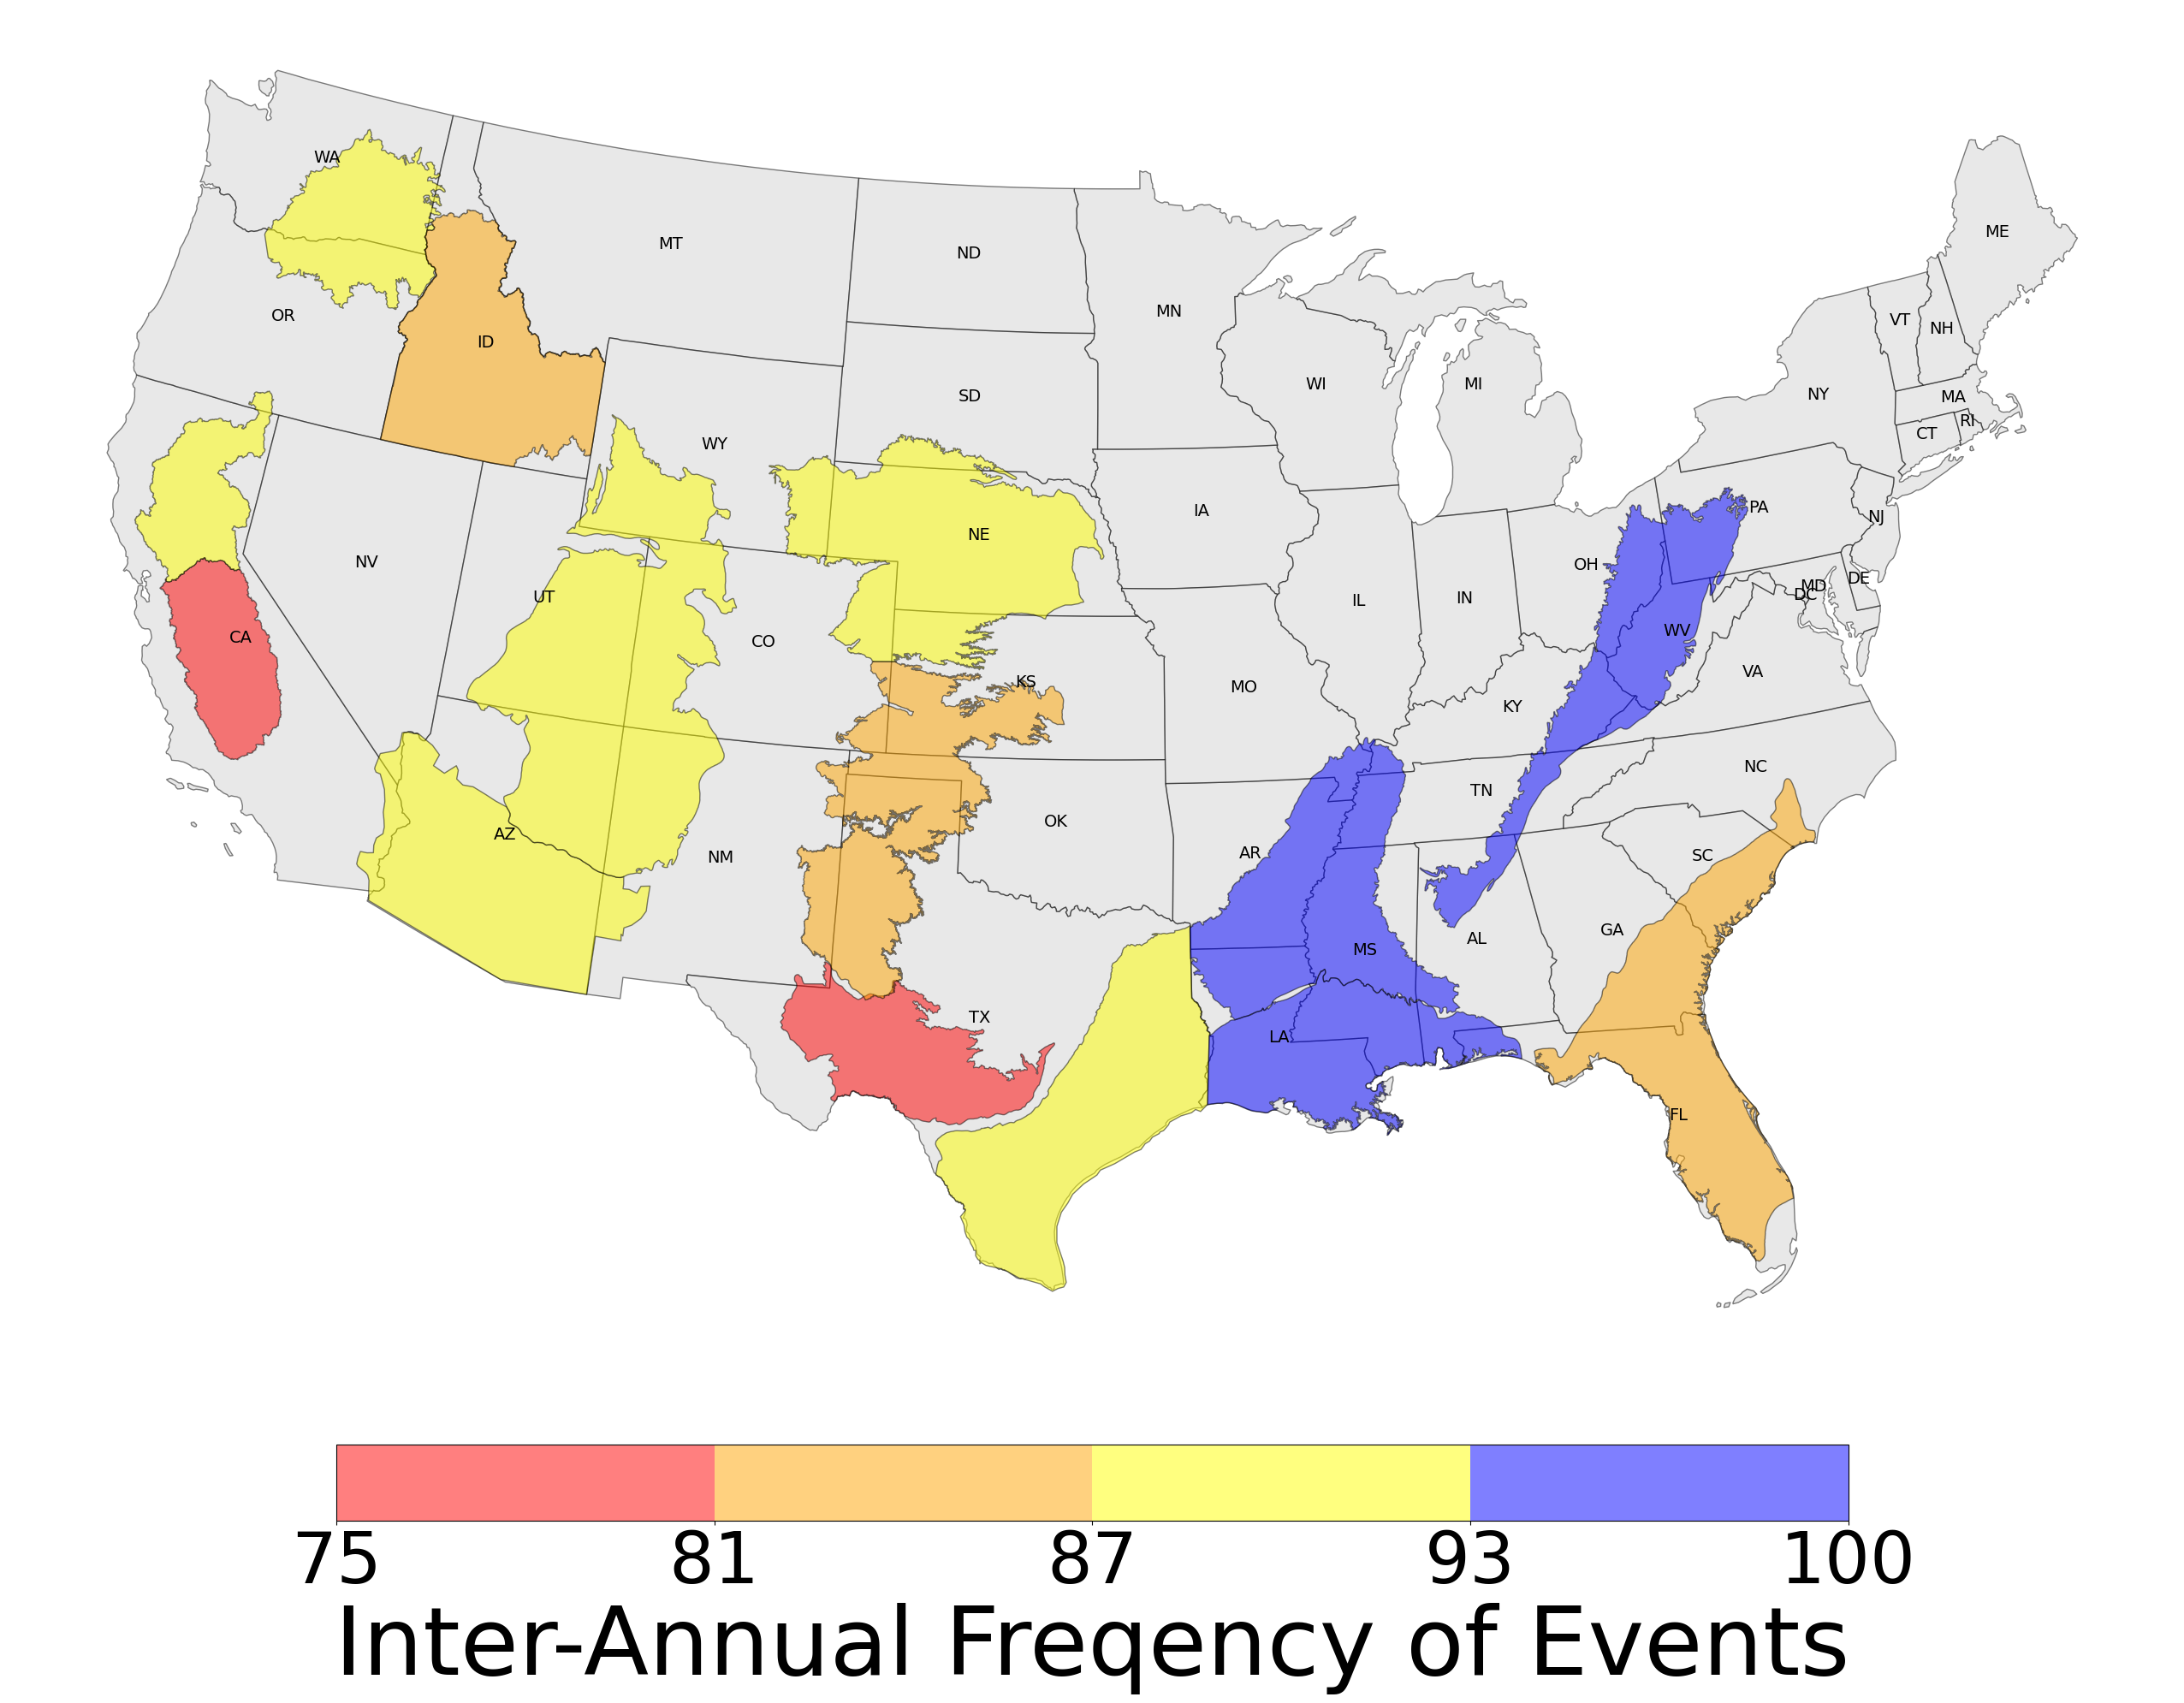 WA
ME
MT
ND
MN
OR
VT
NH
ID
WI
MI
SD
NY
MA
RI
CT
WY
IA
PA
NJ
NE
NV
OH
DE
MD
DC
UT
IL
IN
CA
CO
WV
VA
KS
MO
KY
NC
TN
OK
AZ
NM
AR
SC
GA
AL
MS
TX
LA
FL
75 81 87 93 100
Inter-Annual Freqency of Events